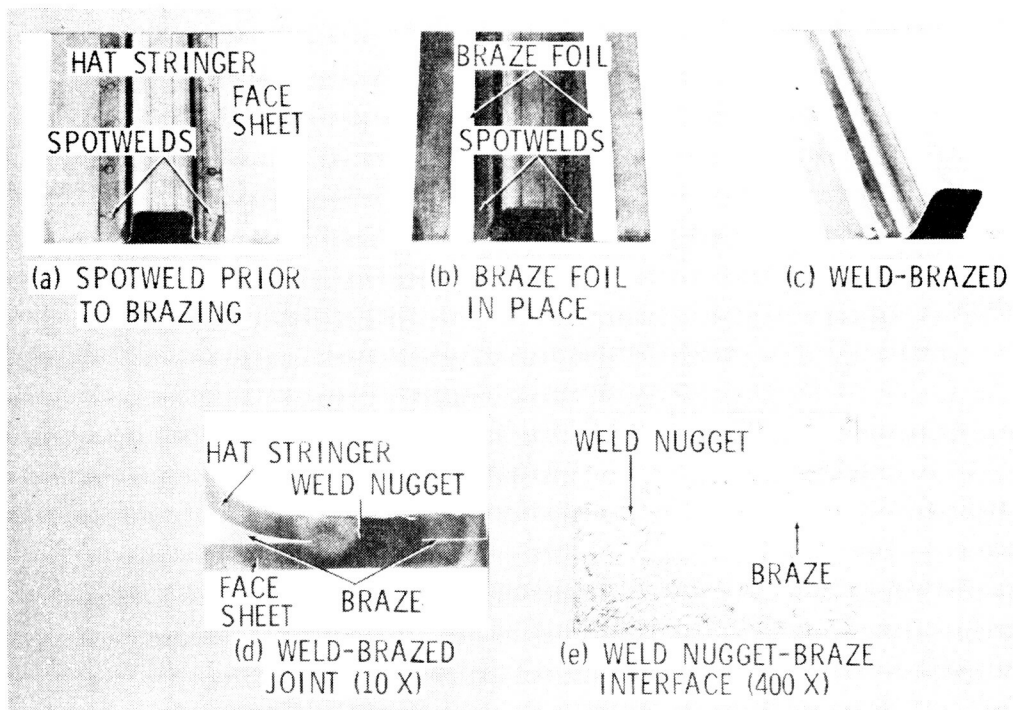 HAT STRINGER
FACE
SHEET
SPOTWELDS
(a) SPOTWELD PRIOR
TO BRAZING
BRAZE FOIL
SPOTWELDS
(b) BRAZE FOIL
IN PLACE
(c) WELD-BRAZED
HAT STRINGER
WELD NUGGET
FACE
SHEET
BRAZE
(d) WELD-BRAZED
JOINT (10 X)
WELD NUGGET
BRAZE
(e) WELD NUGGET-BRAZE
INTERFACE (400 X)